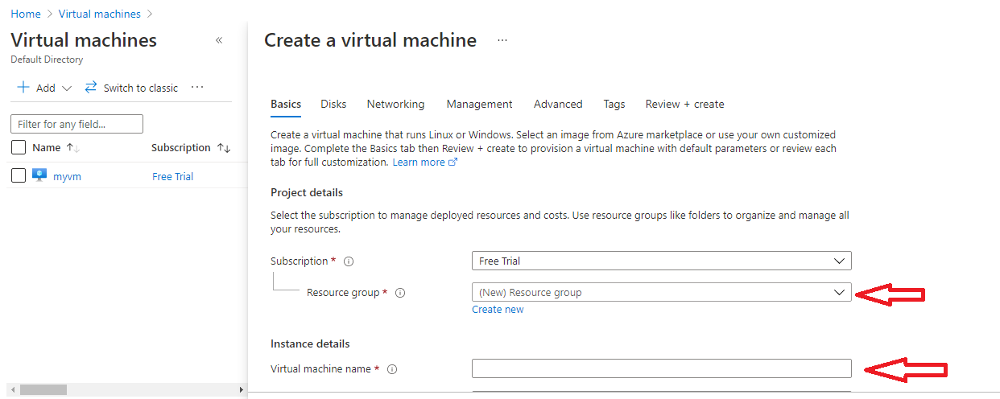 Home > Virtual machines >
Virtual machines «
Default Directory
+ Add Switch to classic ...
Filter for any field...
Name ↑↓ Subscription ↑↓
myvm Free Trial
Create a virtual machine ...
Basics Disks Networking Management Advanced Tags Review + create
Create a virtual machine that runs Linux or Windows. Select an image from Azure marketplace or use your own customized
image. Complete the Basics tab then Review + create to provision a virtual machine with default parameters or review each
tab for full customization. Learn more
Project details
Select the subscription to manage deployed resources and costs. Use resource groups like folders to organize and manage all
your resources.
Subscription * Free Trial
Resource group * (New) Resource group
Create new
Instance details
Virtual machine name *